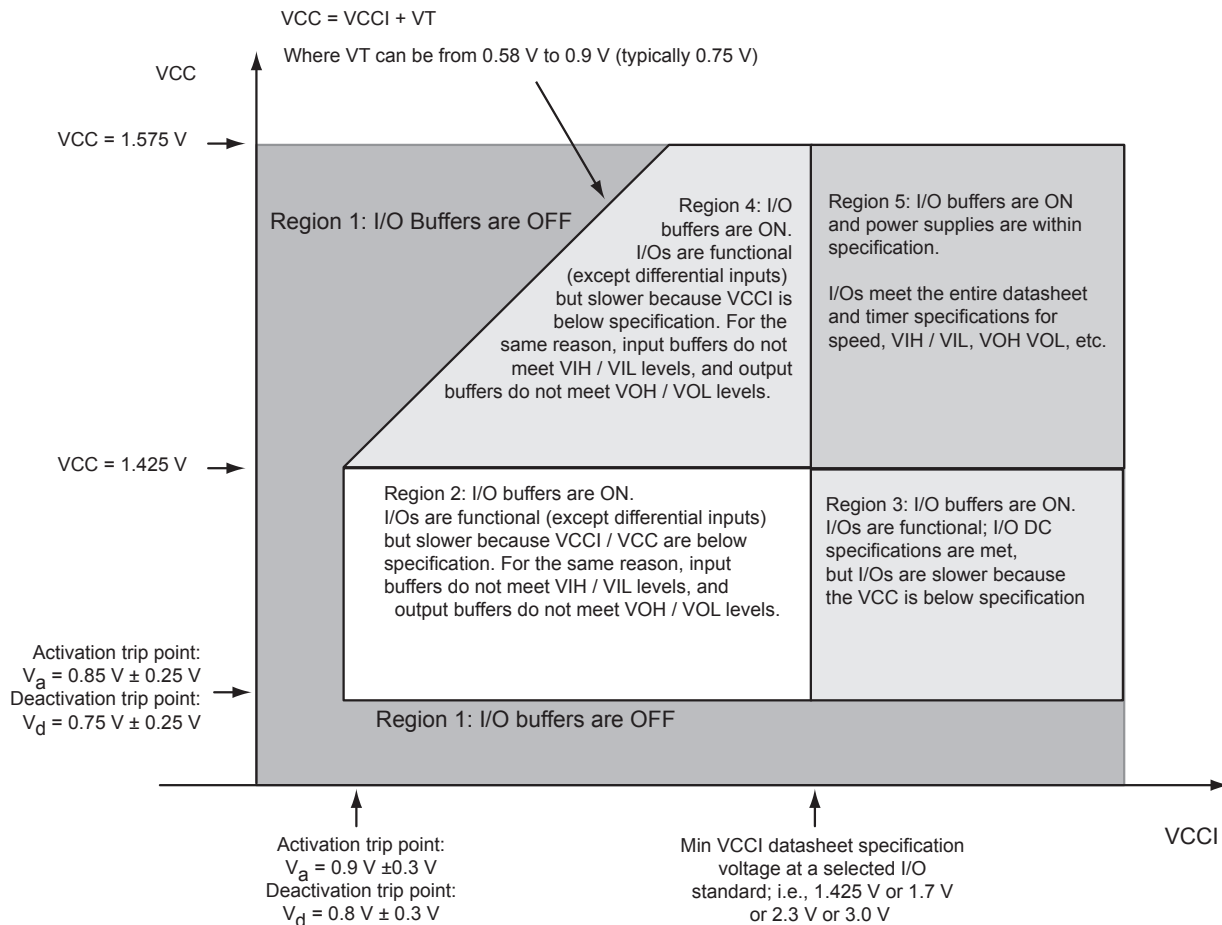 VCC = VCCI + VT
Where VT can be from 0.58 V to 0.9 V (typically 0.75 V)
VCC
VCC = 1.575 V
Region 1: I/O Buffers are OFF
Region 4: I/O
buffers are ON.
I/Os are functional
(except differential inputs)
but slower because VCCI is
below specification. For the
same reason, input buffers do not
meet VIH / VIL levels, and output
buffers do not meet VOH / VOL levels.
Region 5: I/O buffers are ON
and power supplies are within
specification.
I/Os meet the entire datasheet
and timer specifications for
speed, VIH / VIL, VOH VOL, etc.
VCC = 1.425 V
Region 2: I/O buffers are ON.
I/Os are functional (except differential inputs)
but slower because VCCI / VCC are below
specification. For the same reason, input
buffers do not meet VIH / VIL levels, and
output buffers do not meet VOH / VOL levels.
Region 3: I/O buffers are ON.
I/Os are functional; I/O DC
specifications are met,
but I/Os are slower because
the VCC is below specification
Activation trip point:
Va = 0.85 V ± 0.25 V
Deactivation trip point:
Vd = 0.75 V ± 0.25 V
Region 1: I/O buffers are OFF
VCCI
Activation trip point:
Va = 0.9 V ±0.3 V
Deactivation trip point:
Vd = 0.8 V ± 0.3 V
Min VCCI datasheet specification
voltage at a selected I/O
standard; i.e., 1.425 V or 1.7 V
or 2.3 V or 3.0 V